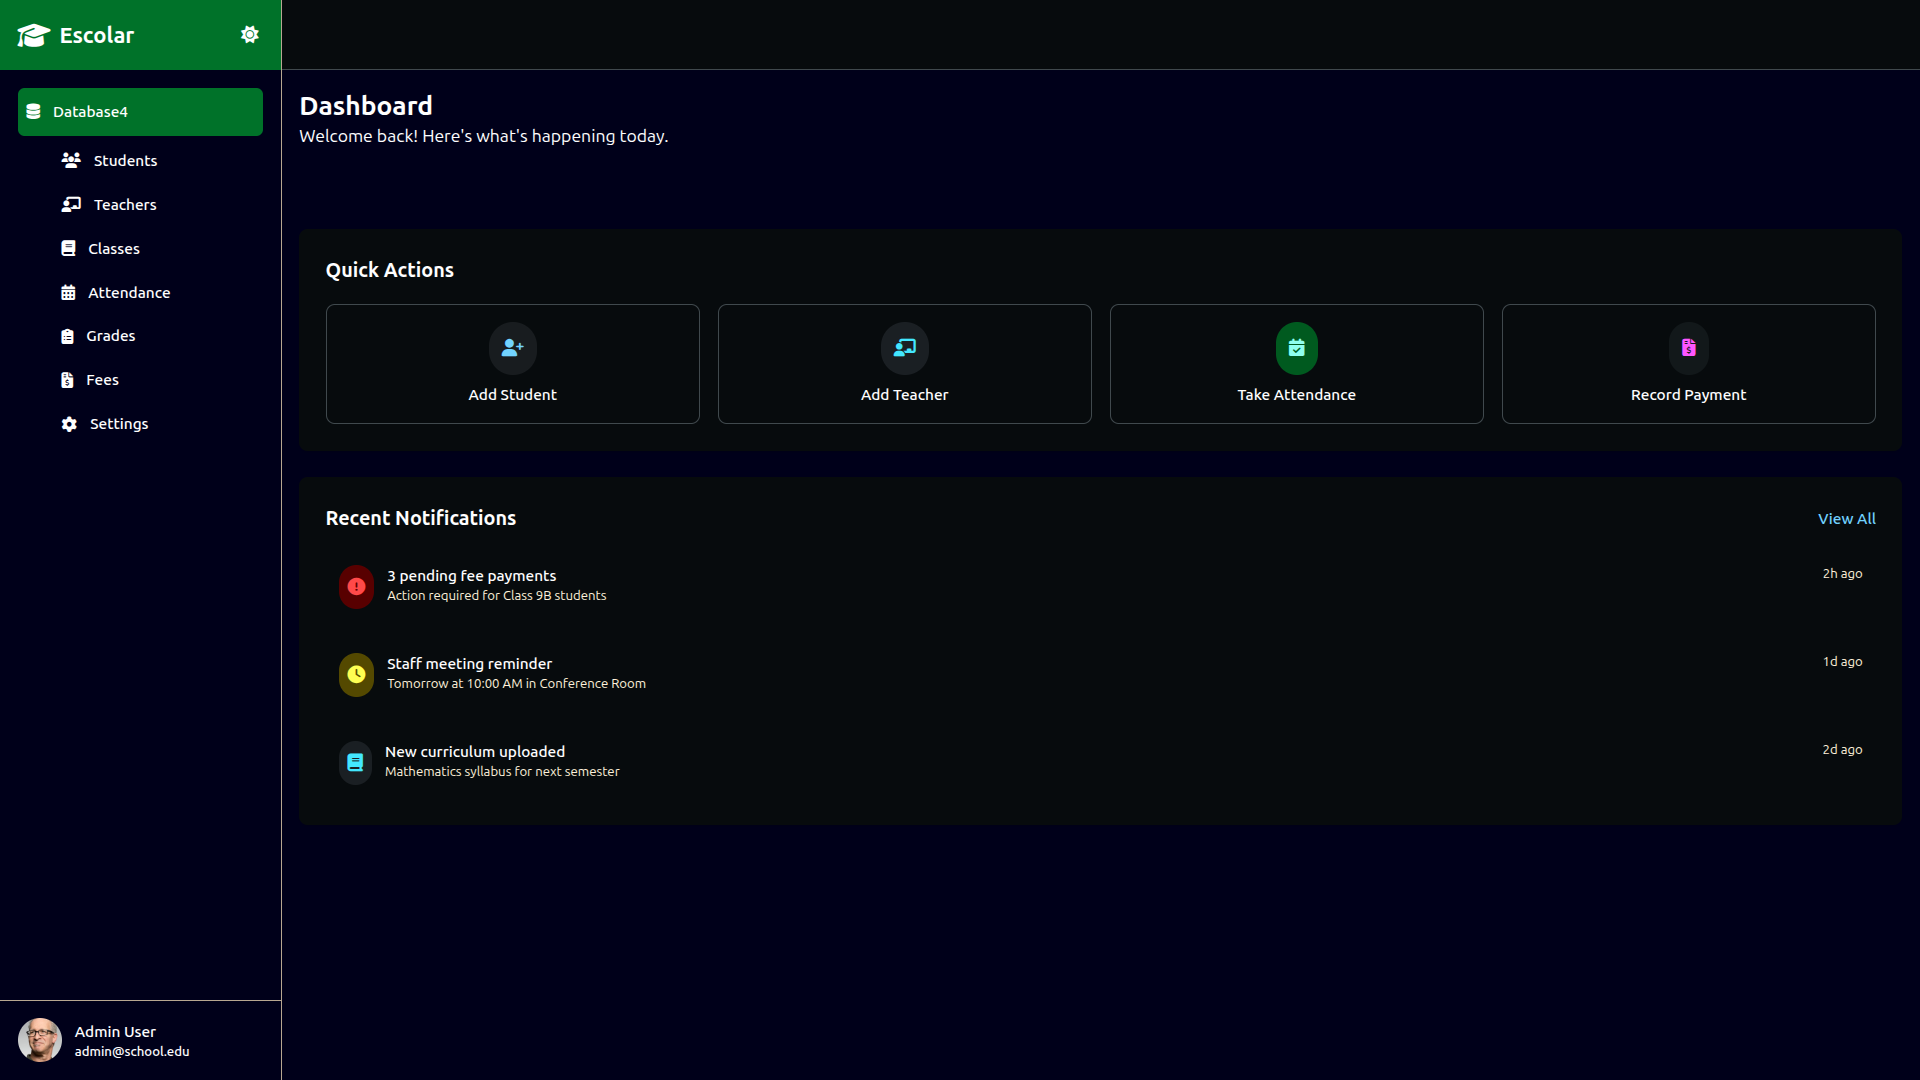 Escolar
Database4
Students
Teachers
Classes
Attendance
Grades
Fees
Settings
Admin User
admin@school.edu
Dashboard
Welcome back! Here's what's happening today.
Quick Actions
Add Student
Add Teacher
Take Attendance
Record Payment
Recent Notifications
View All
3 pending fee payments
2h ago
Action required for Class 9B students
Staff meeting reminder
1d ago
Tomorrow at 10:00 AM in Conference Room
New curriculum uploaded
2d ago
Mathematics syllabus for next semester